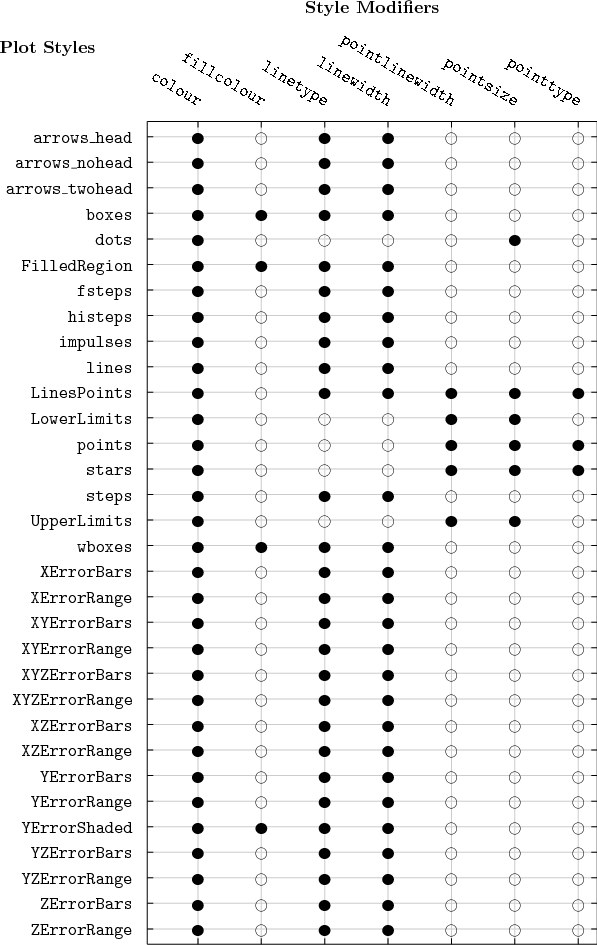 Style Modifiers
Plot Styles
colour
fillcolour
linetype
linewidth
pointlinewidth
pointsize
pointtype
arrows_head
arrows_nohead
arrows_twohead
boxes
dots
FilledRegion
fsteps
histeps
impulses
lines
LinesPoints
LowerLimits
points
stars
steps
UpperLimits
wboxes
XErrorBars
XErrorRange
XYErrorBars
XYErrorRange
XYZErrorBars
XYZErrorRange
XZErrorBars
XZErrorRange
YErrorBars
YErrorRange
YErrorShaded
YZErrorBars
YZErrorRange
ZErrorBars
ZErrorRange